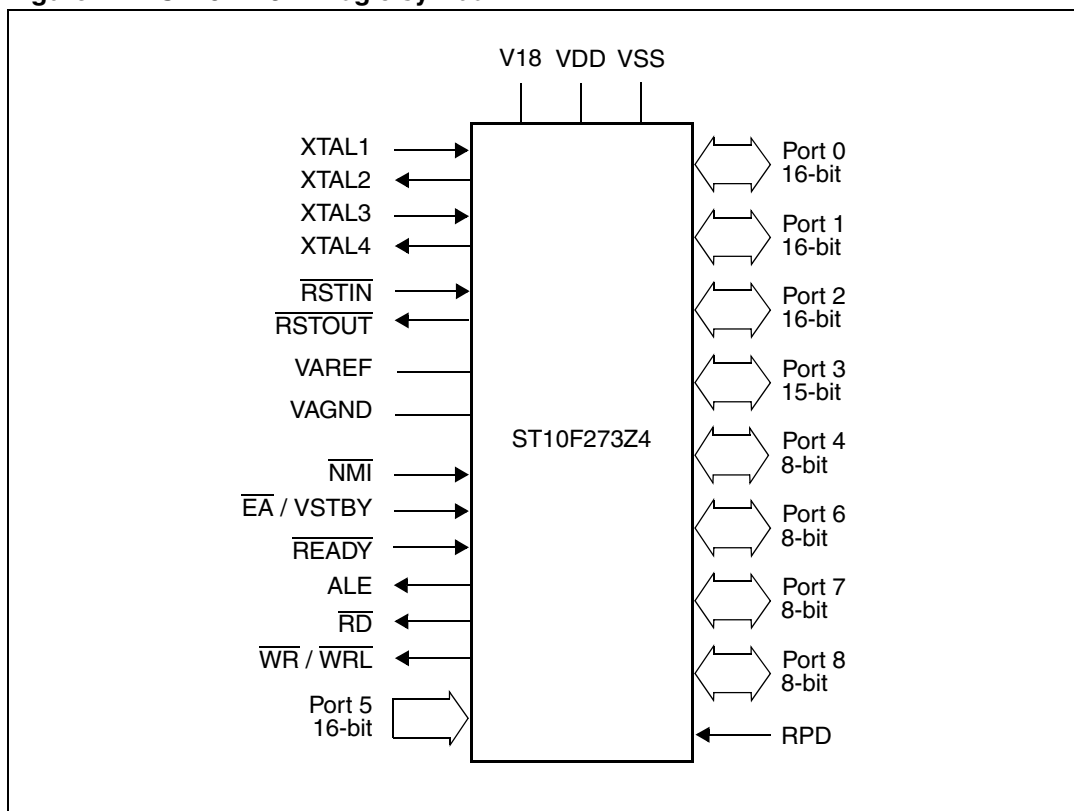 V18 VDD VSS
XTAL1
XTAL2
XTAL3
XTAL4
RSTIN
RSTOUT
VAREF
VAGND
NMI
EA / VSTBY
READY
ALE
RD
WR / WRL
Port 5
16-bit
ST10F273Z4
Port 0
16-bit
Port 1
16-bit
Port 2
16-bit
Port 3
15-bit
Port 4
8-bit
Port 6
8-bit
Port 7
8-bit
Port 8
8-bit
RPD